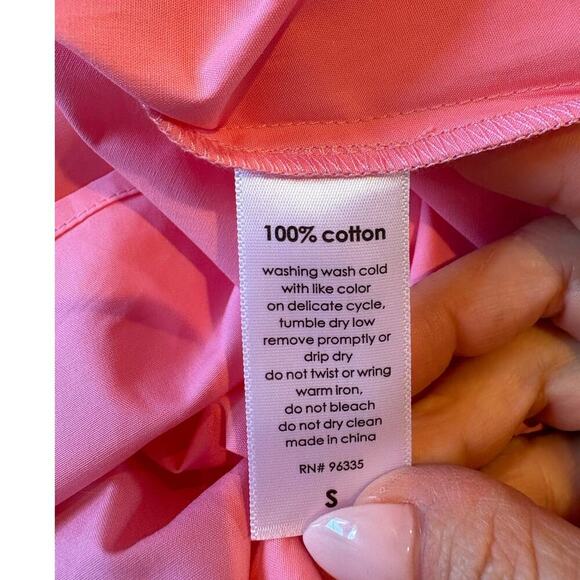 100% cotton
washing wash cold
with like color
on delicate cycle,
tumble dry low
remove promptly or
drip dry
do not twist or wring
warm iron,
do not bleach
do not dry clean
made in china
RN# 96335
S